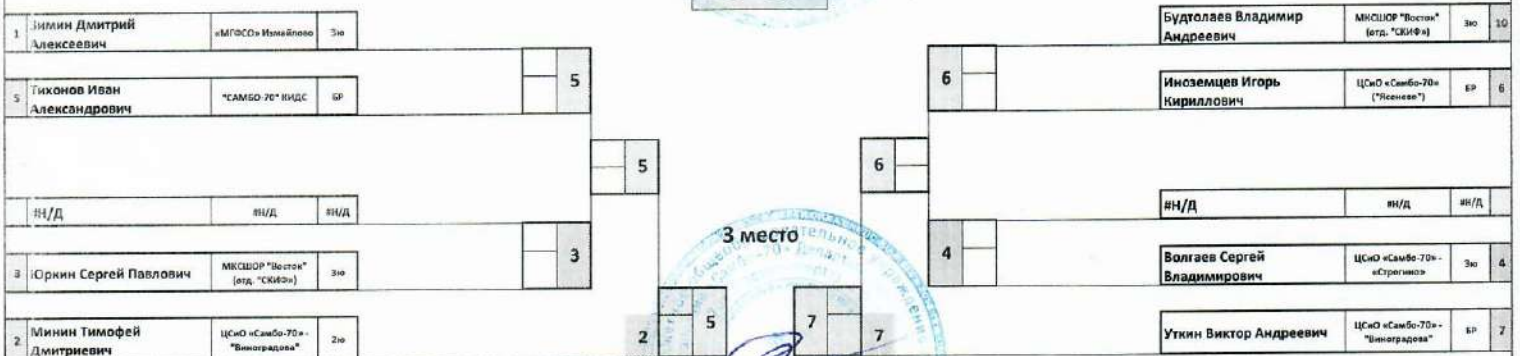 1 Зимин Дмитрий Алексеевич «МГФСО» Измайлово 3ю
5 Тихонов Иван Александрович "САМБО-70" КИДС БР
5
5
#Н/Д #Н/Д #Н/Д
3
3 Юркин Сергей Павлович МКСШОР "Восток" (отд. "СКИФ») 3ю
2 5
2 Минин Тимофей Дмитриевич ЦСиО «Самбо-70» - "Виноградова" 2ю
3 место
Будтолаев Владимир Андреевич МКСШОР "Восток" (отд. "СКИФ») 3ю 10
6
Иноземцев Игорь Кириллович ЦСиО «Самбо-70» ("Ясенево") БР 6
6
#Н/Д #Н/Д #Н/Д
4
Волгаев Сергей Владимирович ЦСиО «Самбо-70» - «Строгино» 3ю 4
7 7
Уткин Виктор Андреевич ЦСиО «Самбо-70» - "Виноградова" БР 7